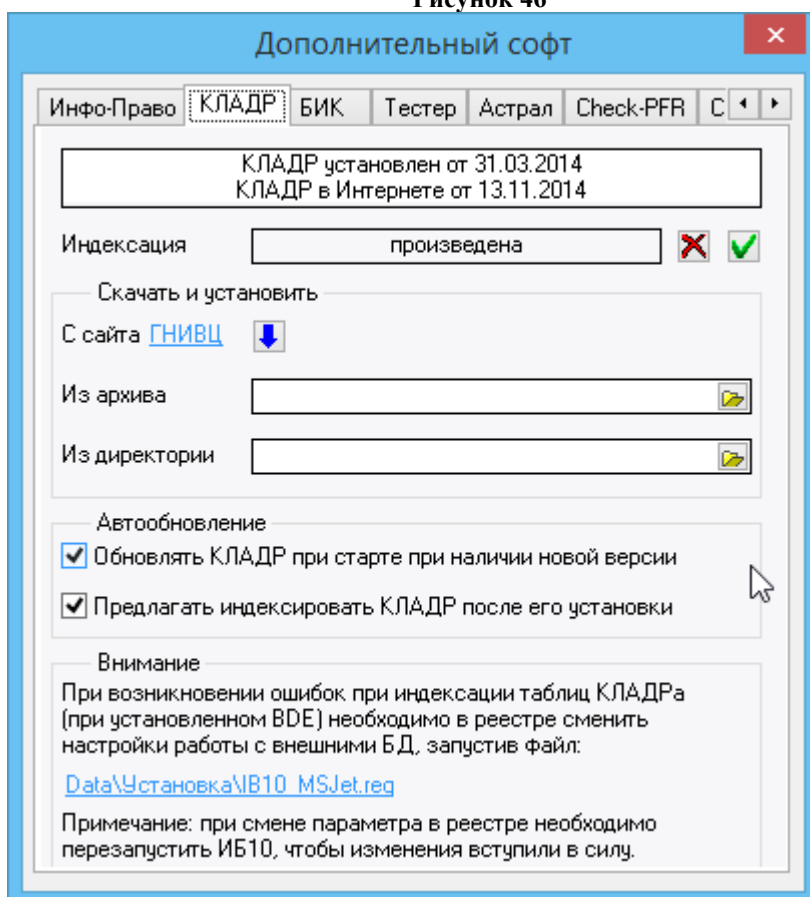 Рисунок 46
Дополнительный софт
Инфо-Право КЛАДР БИК Тестер Астрал Check-PFR С
КЛАДР установлен от 31.03.2014
КЛАДР в Интернете от 13.11.2014
Индексация произведена
Скачать и установить
С сайта ГНИВЦ
Из архива
Из директории
Автообновление
Обновлять КЛАДР при старте при наличии новой версии
Предлагать индексировать КЛАДР после его установки
Внимание
При возникновении ошибок при индексации таблиц КЛАДРа
(при установленном BDE) необходимо в реестре сменить
настройки работы с внешними БД, запустив файл:
Data\Установка\IB10_MSJet.reg
Примечание: при смене параметра в реестре необходимо
перезапустить ИБ10, чтобы изменения вступили в силу.